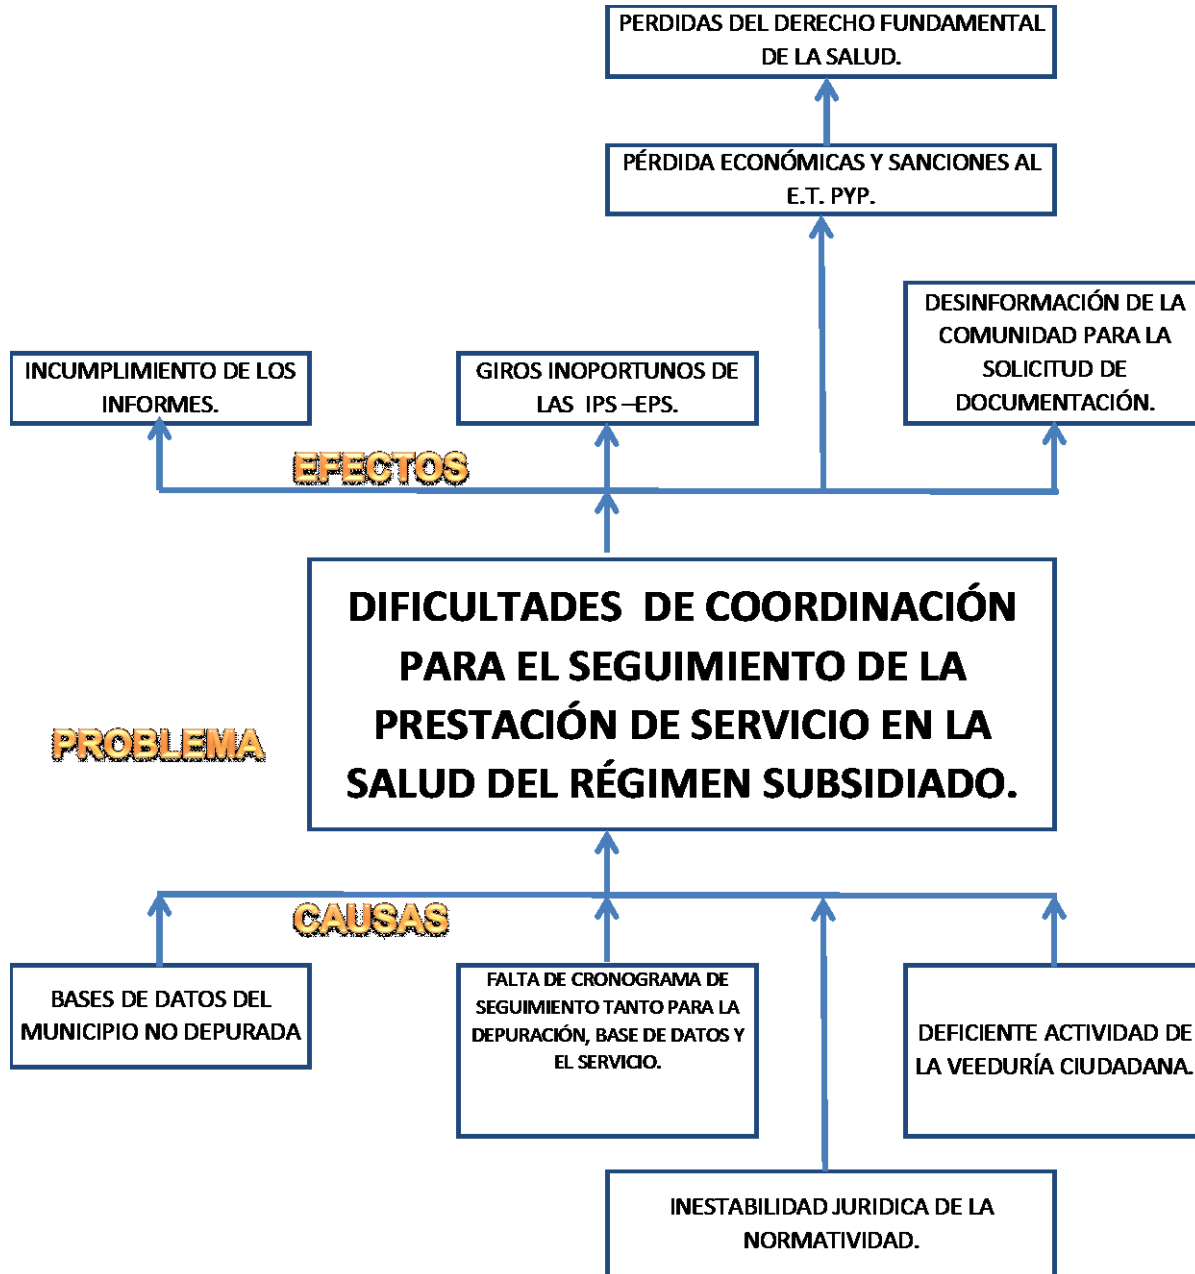 PERDIDAS DEL DERECHO FUNDAMENTAL
DE LA SALUD.
PÉRDIDA ECONÓMICAS Y SANCIONES AL
E.T. PYP.
DESINFORMACIÓN DE LA
COMUNIDAD PARA LA
SOLICITUD DE
DOCUMENTACIÓN.
INCUMPLIMIENTO DE LOS
INFORMES.
GIROS INOPORTUNOS DE
LAS IPS –EPS.
EFECTOS
DIFICULTADES DE COORDINACIÓN
PARA EL SEGUIMIENTO DE LA
PRESTACIÓN DE SERVICIO EN LA
SALUD DEL RÉGIMEN SUBSIDIADO.
PROBLEMA
CAUSAS
BASES DE DATOS DEL
MUNICIPIO NO DEPURADA
FALTA DE CRONOGRAMA DE
SEGUIMIENTO TANTO PARA LA
DEPURACIÓN, BASE DE DATOS Y
EL SERVICIO.
DEFICIENTE ACTIVIDAD DE
LA VEEDURÍA CIUDADANA.
INESTABILIDAD JURIDICA DE LA
NORMATIVIDAD.